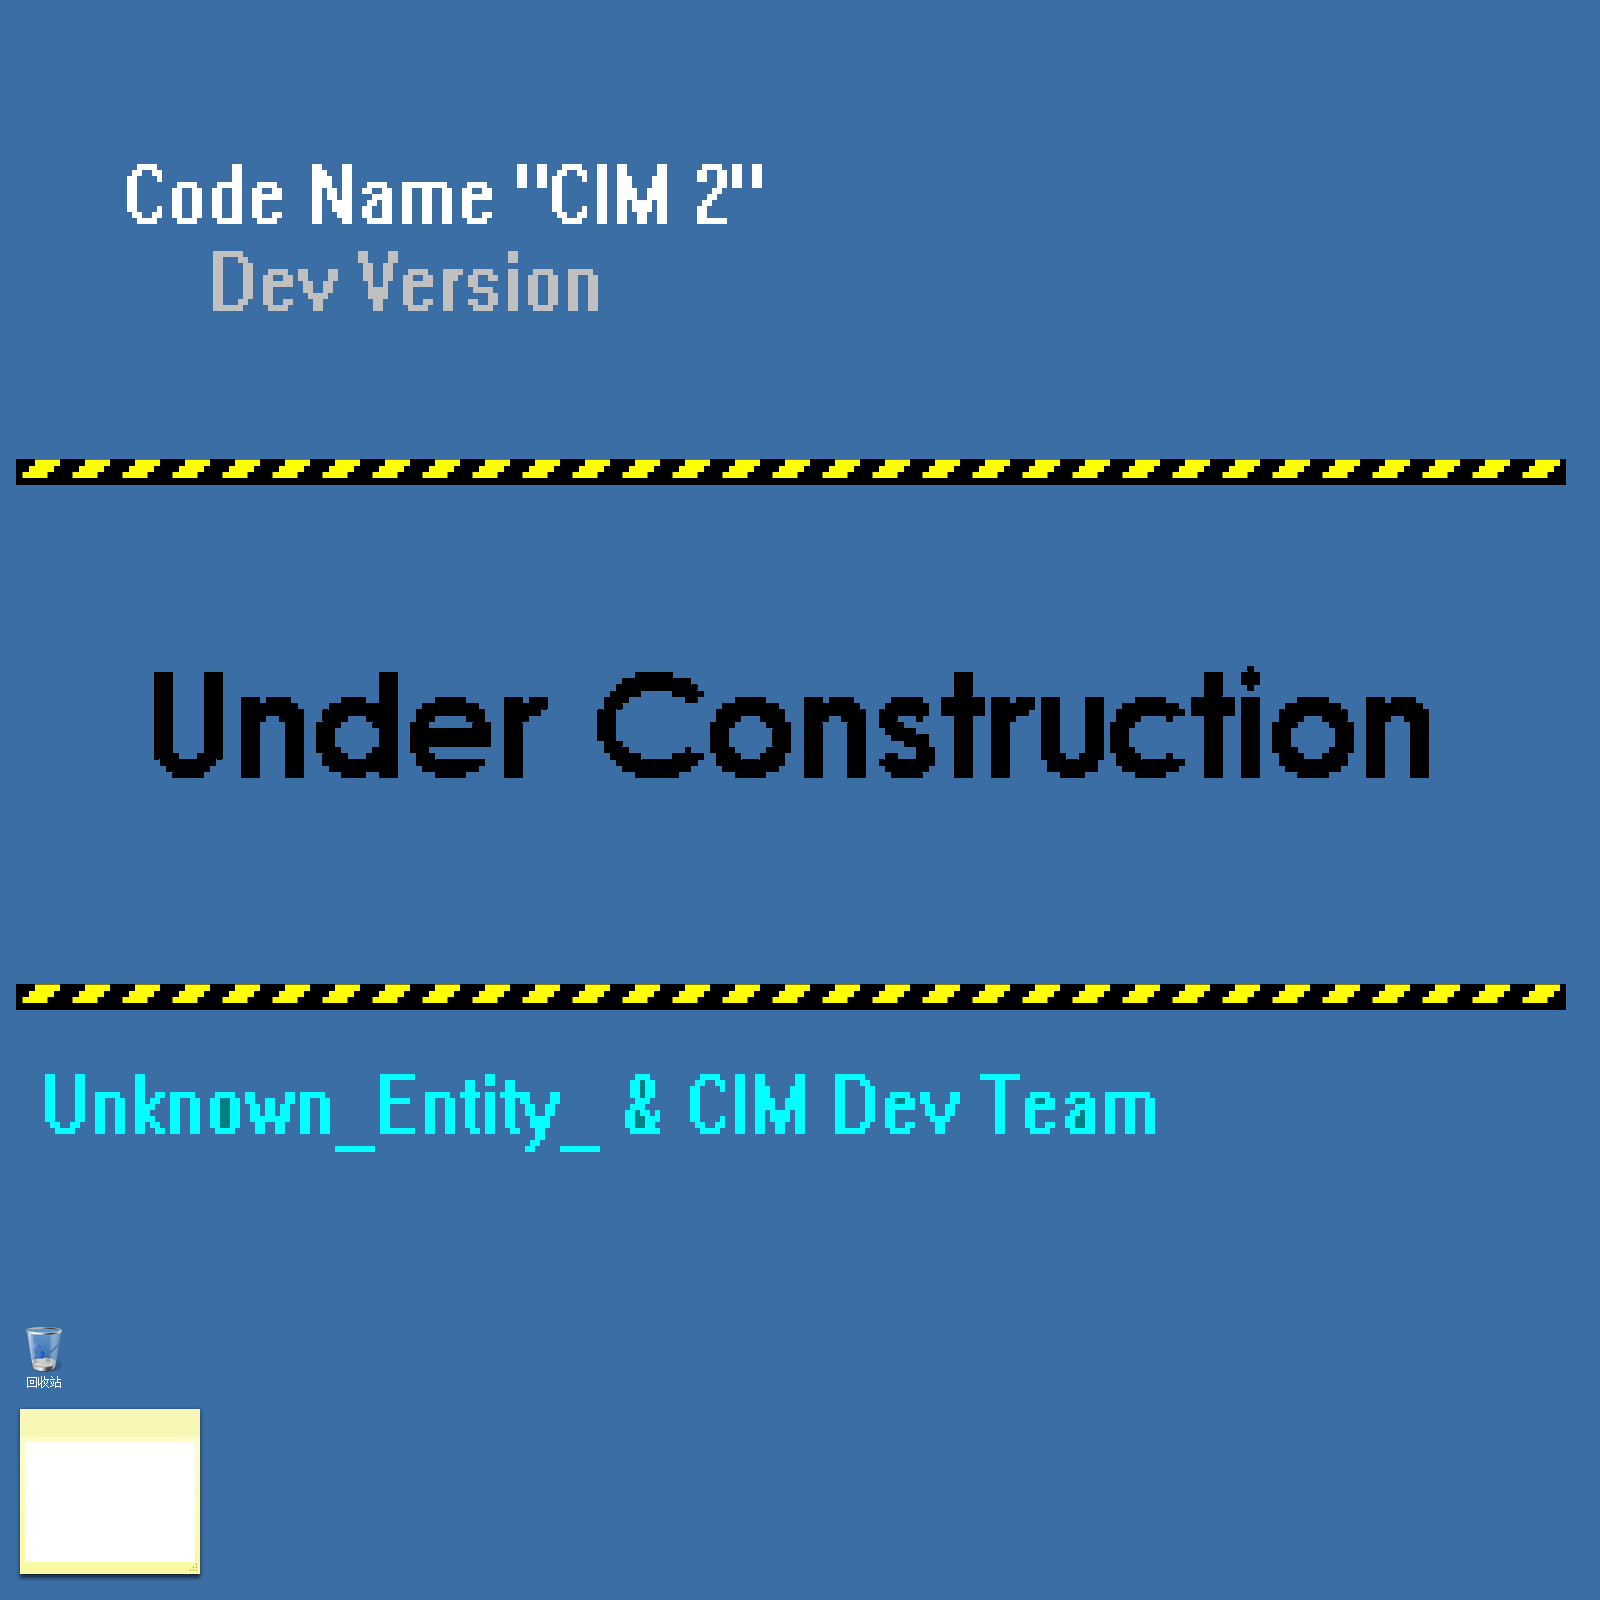 Code Name "CIM 2"
Dev Version
Under Construction
Unknown_Entity_ & CIM Dev Team
回收站